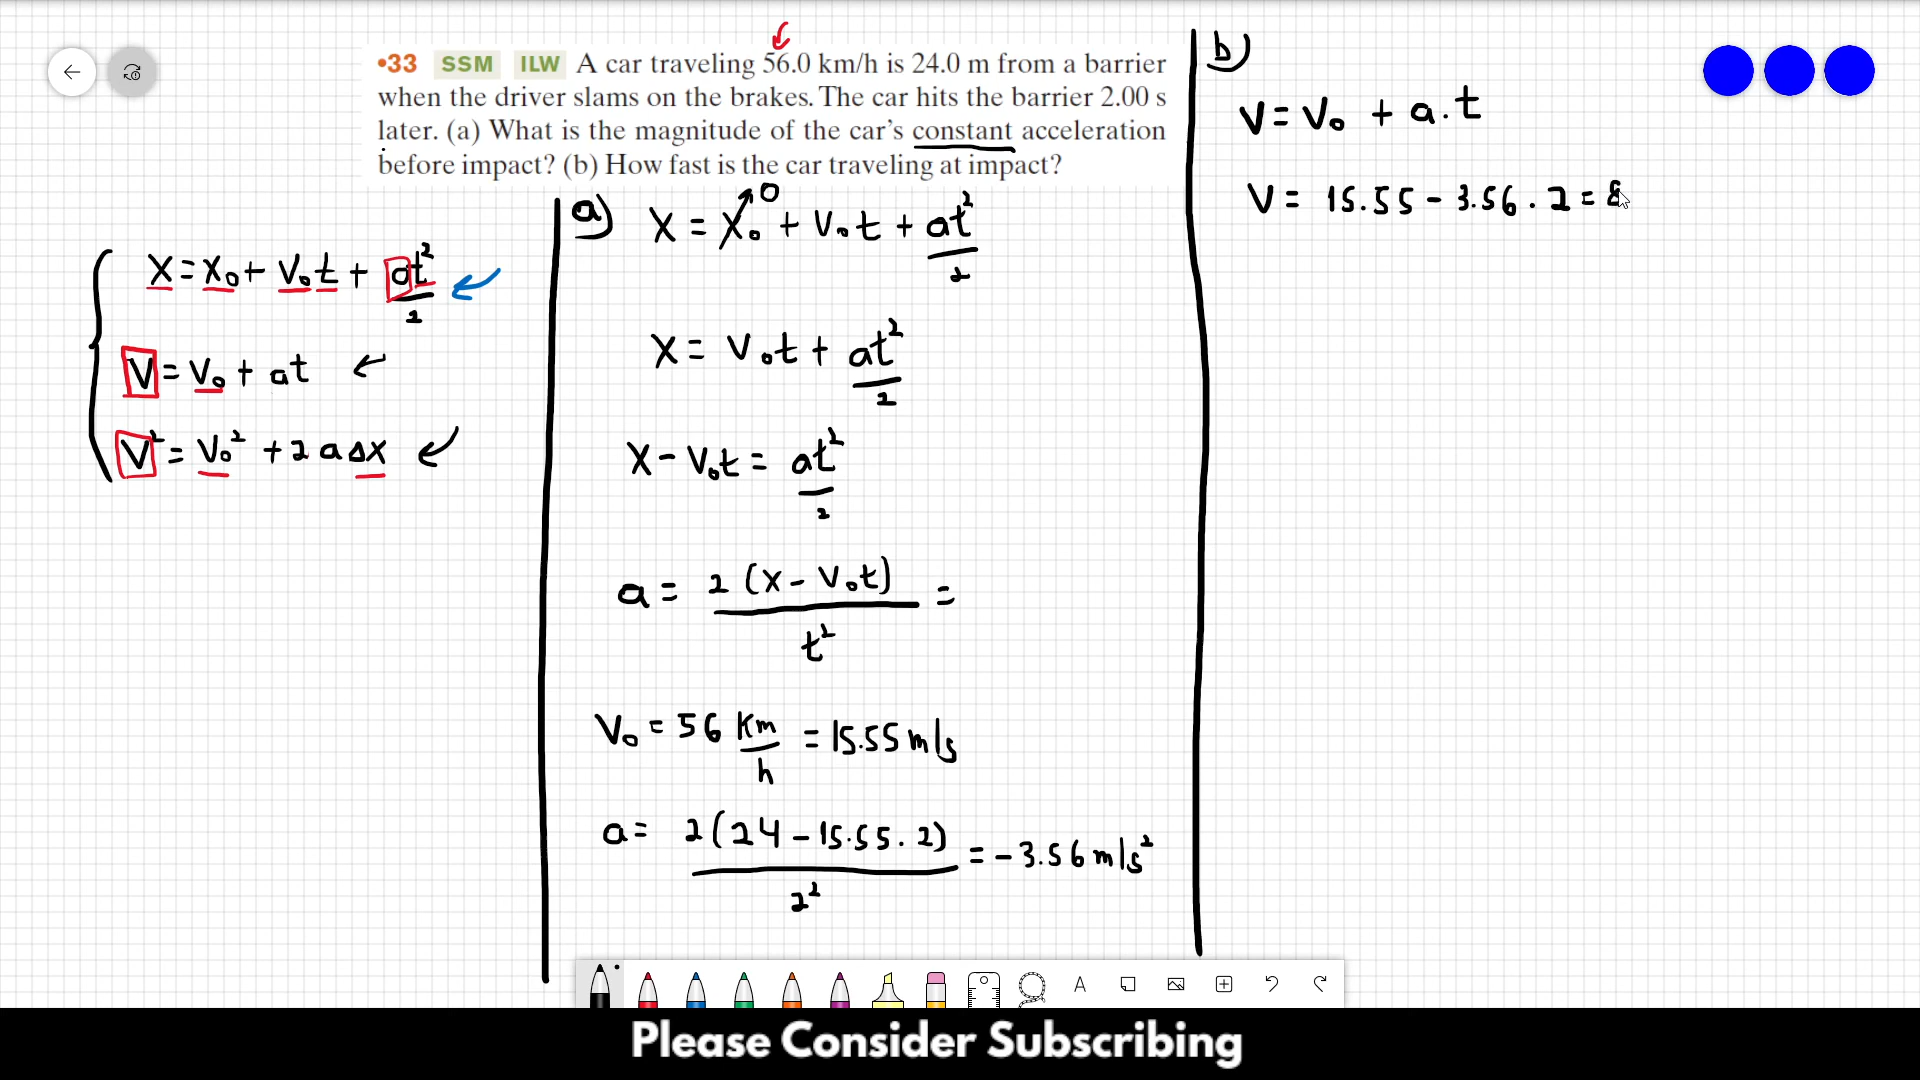 •33 SSM ILW A car traveling 56.0 km/h is 24.0 m from a barrier
when the driver slams on the brakes. The car hits the barrier 2.00 s
later. (a) What is the magnitude of the car's constant acceleration
before impact? (b) How fast is the car traveling at impact?
x = x₀ + v₀t + at²/2
v = v₀ + at
v² = v₀² + 2aΔx
a)
x = x₀ 0 + v₀t + at²/2
x = v₀t + at²/2
x - v₀t = at²/2
a = 2(x - v₀t)/t² =
v₀ = 56 km/h = 15.55 m/s
a = 2(24 - 15.55 . 2)/2² = -3.56 m/s²
b)
v = v₀ + a.t
v = 15.55 - 3.56 . 2 =
A
Please Consider Subscribing